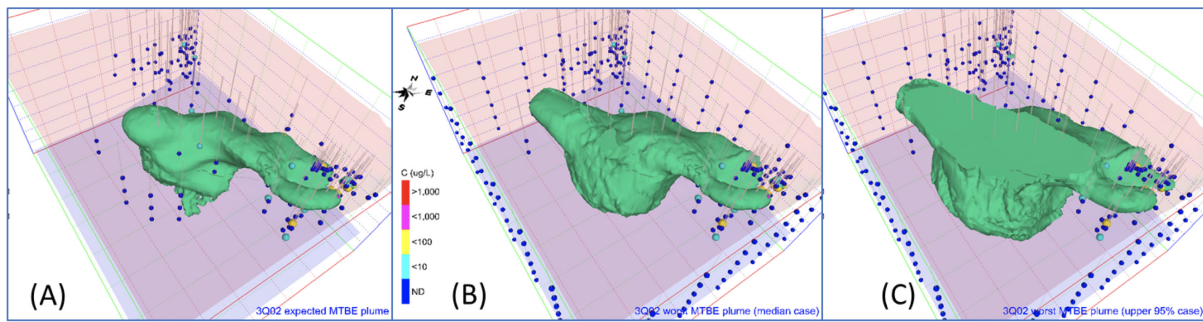 (A)
3Q02 expected MTBE plume
N
E
S
C (ug/L)
>1,000
<1,000
<100
<10
ND
(B)
3Q02 worst MTBE plume (median case)
(C)
3Q02 worst MTBE plume (upper 95% case)